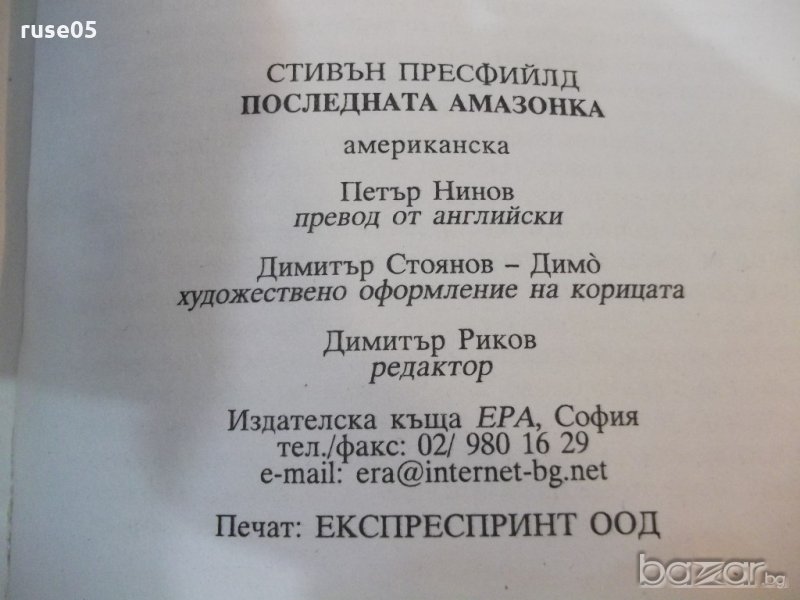 ruse05
СТИВЪН ПРЕСФИЙЛД
ПОСЛЕДНАТА АМАЗОНКА
американска
Петър Нинов
превод от английски
Димитър Стоянов – Димо̀
художествено оформление на корицата
Димитър Риков
редактор
Издателска къща ЕРА, София
тел./факс: 02/ 980 16 29
e-mail: era@internet-bg.net
Печат: ЕКСПРЕСПРИНТ ООД
bazar.bg